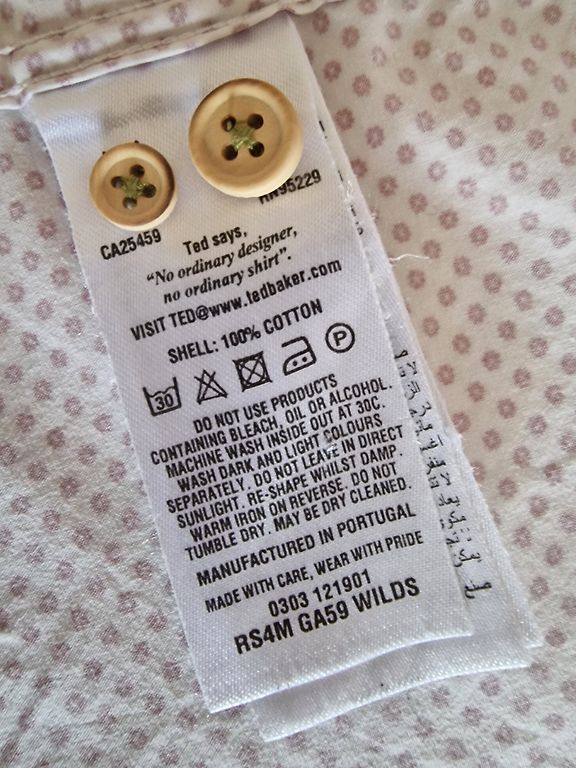 CA25459 RN95229
Ted says,
“No ordinary designer,
no ordinary shirt”.
VISIT TED@www.tedbaker.com
SHELL: 100% COTTON
30 P
DO NOT USE PRODUCTS
CONTAINING BLEACH, OIL OR ALCOHOL.
MACHINE WASH INSIDE OUT AT 30C.
WASH DARK AND LIGHT COLOURS
SEPARATELY. DO NOT LEAVE IN DIRECT
SUNLIGHT. RE-SHAPE WHILST DAMP.
WARM IRON ON REVERSE. DO NOT
TUMBLE DRY. MAY BE DRY CLEANED.
MANUFACTURED IN PORTUGAL
MADE WITH CARE, WEAR WITH PRIDE
0303 121901
RS4M GA59 WILDS